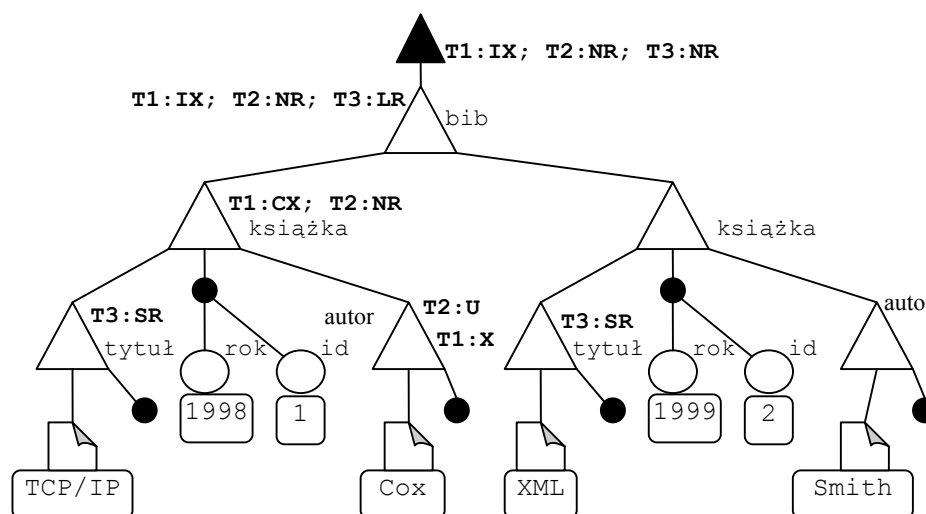 T1:IX; T2:NR; T3:NR
T1:IX; T2:NR; T3:LR
bib
T1:CX; T2:NR
książka
książka
T3:SR
tytuł
rok
id
autor
T2:U
T1:X
T3:SR
tytuł
rok
id
auto
1998
1
1999
2
TCP/IP
Cox
XML
Smith